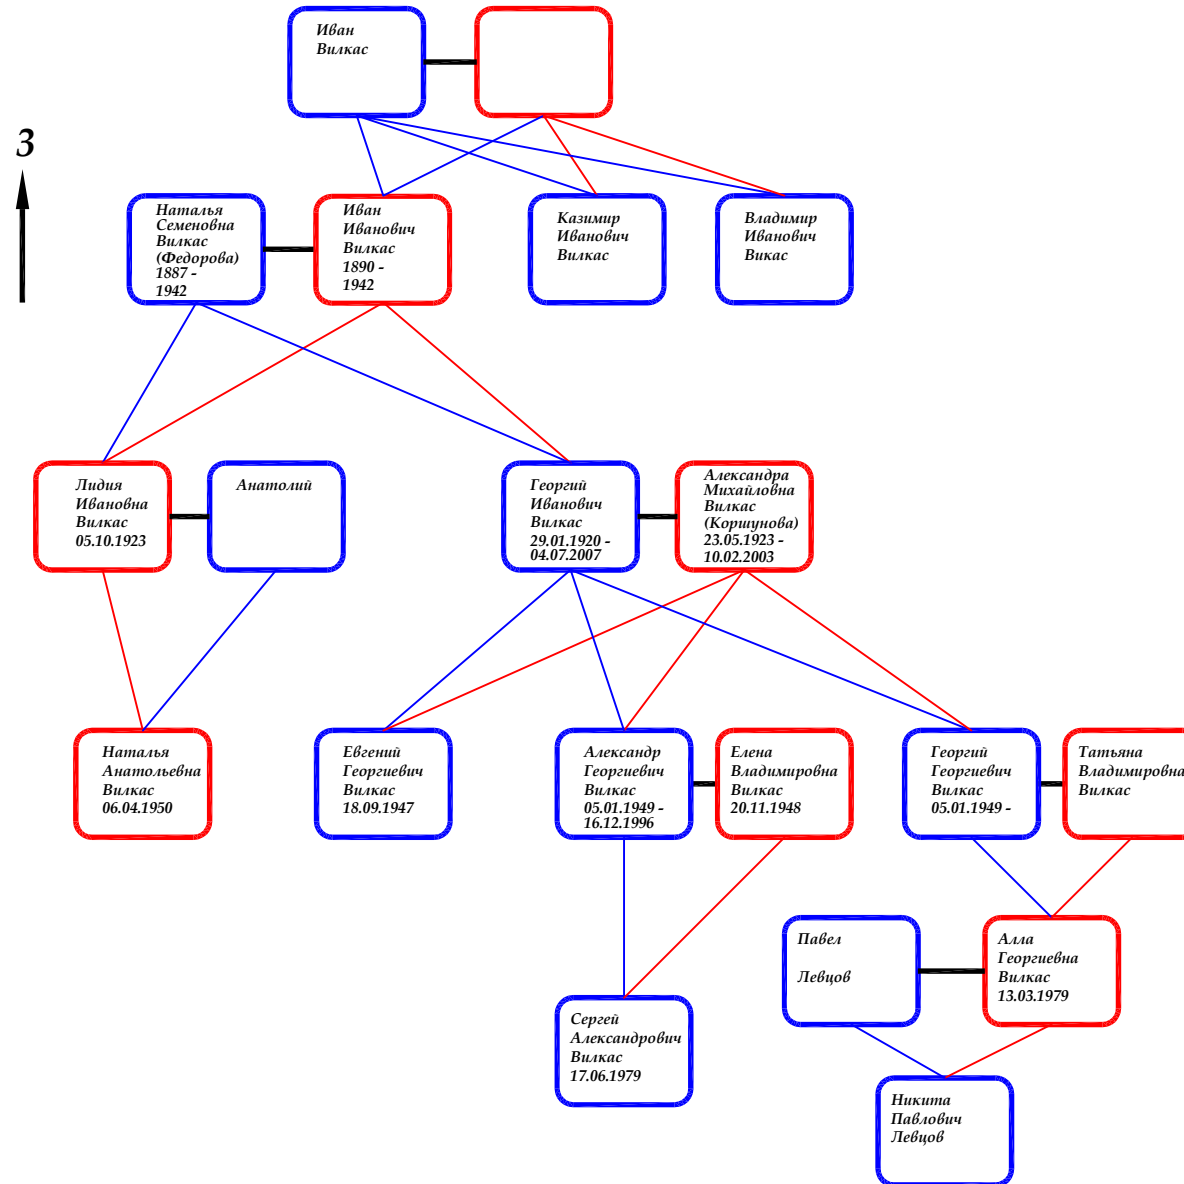 Иван
Вилкас
3
Наталья
Семеновна
Вилкас
(Федорова)
1887 -
1942
Иван
Иванович
Вилкас
1890 -
1942
Казимир
Иванович
Вилкас
Владимир
Иванович
Викас
Лидия
Ивановна
Вилкас
05.10.1923
Анатолий
Георгий
Иванович
Вилкас
29.01.1920 -
04.07.2007
Александра
Михайловна
Вилкас
(Коршунова)
23.05.1923 -
10.02.2003
Наталья
Анатольевна
Вилкас
06.04.1950
Евгений
Георгиевич
Вилкас
18.09.1947
Александр
Георгиевич
Вилкас
05.01.1949 -
16.12.1996
Елена
Владимировна
Вилкас
20.11.1948
Георгий
Георгиевич
Вилкас
05.01.1949 -
Татьяна
Владимировна
Вилкас
Павел
Левцов
Алла
Георгиевна
Вилкас
13.03.1979
Сергей
Александрович
Вилкас
17.06.1979
Никита
Павлович
Левцов